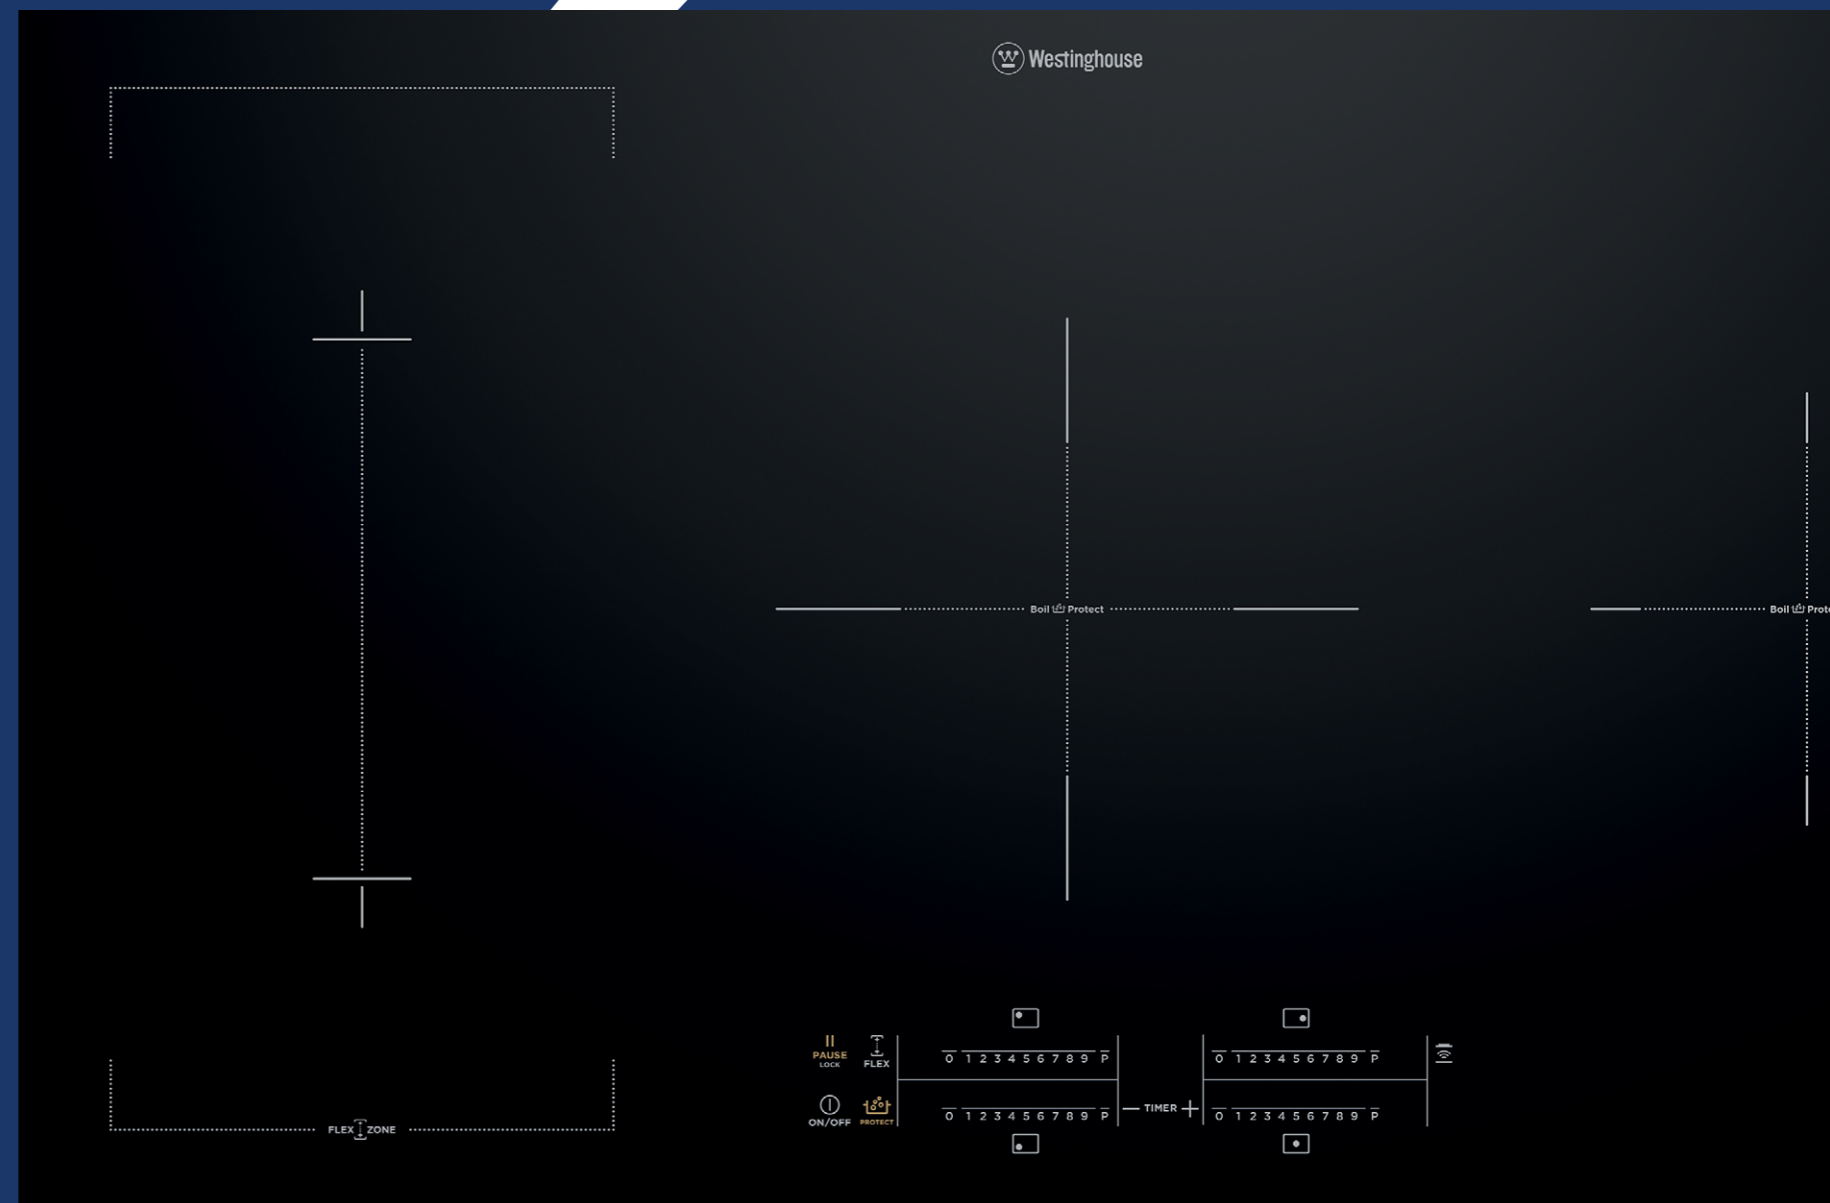 Westinghouse
Boil Protect
Boil Prote
PAUSE
LOCK
FLEX
0 1 2 3 4 5 6 7 8 9 P
0 1 2 3 4 5 6 7 8 9 P
ON/OFF
PROTECT
0 1 2 3 4 5 6 7 8 9 P
TIMER
0 1 2 3 4 5 6 7 8 9 P
FLEX ZONE